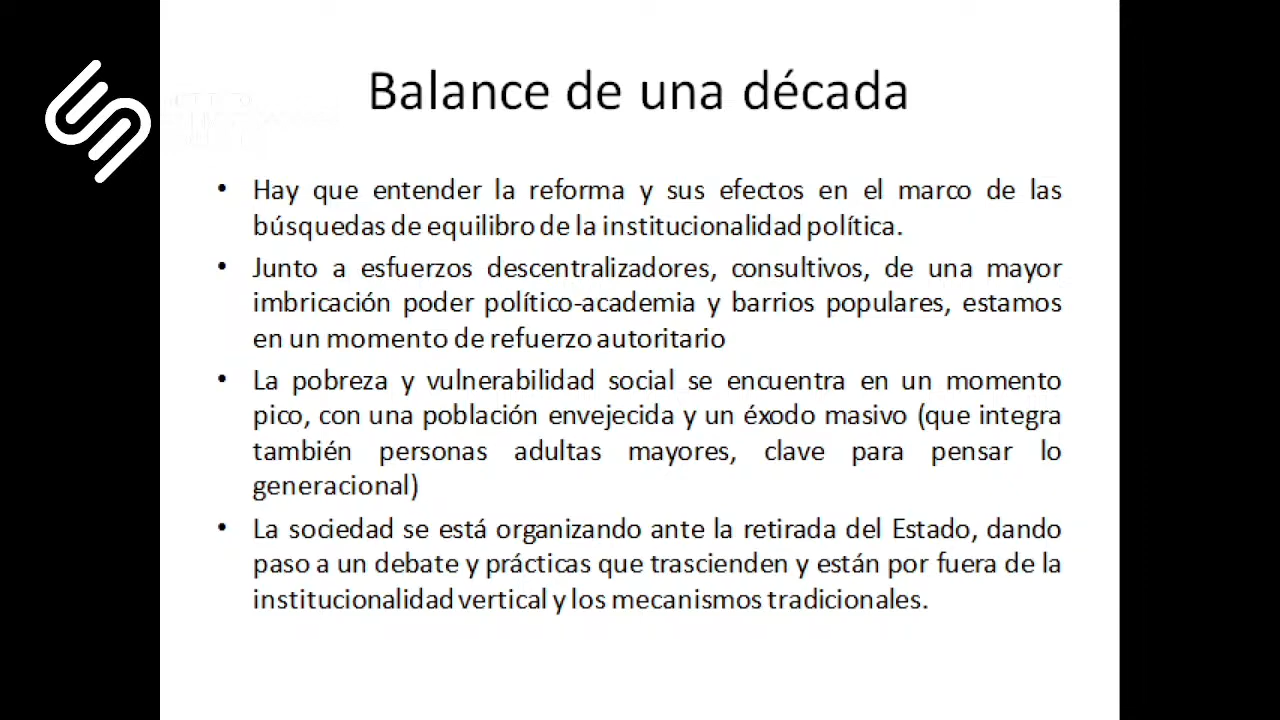 Balance de una década
• Hay que entender la reforma y sus efectos en el marco de las
búsquedas de equilibro de la institucionalidad política.
• Junto a esfuerzos descentralizadores, consultivos, de una mayor
imbricación poder político-academia y barrios populares, estamos
en un momento de refuerzo autoritario
• La pobreza y vulnerabilidad social se encuentra en un momento
pico, con una población envejecida y un éxodo masivo (que integra
también personas adultas mayores, clave para pensar lo
generacional)
• La sociedad se está organizando ante la retirada del Estado, dando
paso a un debate y prácticas que trascienden y están por fuera de la
institucionalidad vertical y los mecanismos tradicionales.